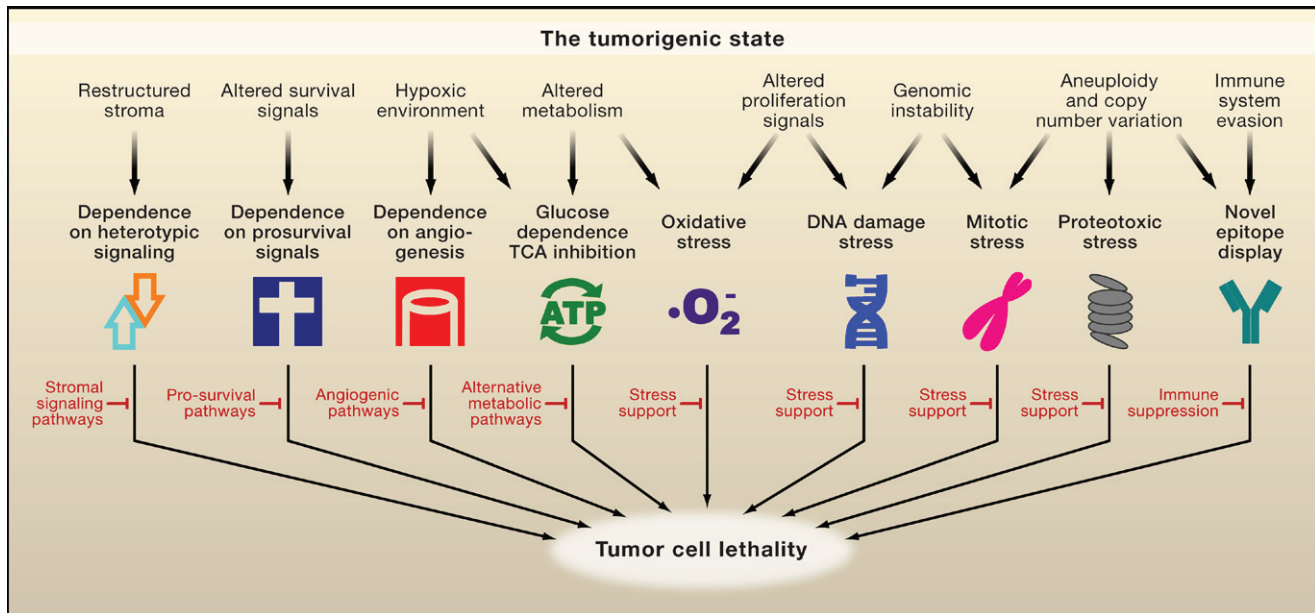 The tumorigenic state
Restructured
stroma
Altered survival
signals
Hypoxic
environment
Altered
metabolism
Altered
proliferation
signals
Genomic
instability
Aneuploidy
and copy
number variation
Immune
system
evasion
Dependence
on heterotypic
signaling
Dependence
on prosurvival
signals
Dependence
on angio-
genesis
Glucose
dependence
TCA inhibition
Oxidative
stress
DNA damage
stress
Mitotic
stress
Proteotoxic
stress
Novel
epitope
display
ATP
•O₂⁻
Stromal
signaling
pathways
Pro-survival
pathways
Angiogenic
pathways
Alternative
metabolic
pathways
Stress
support
Stress
support
Stress
support
Stress
support
Immune
suppression
Tumor cell lethality